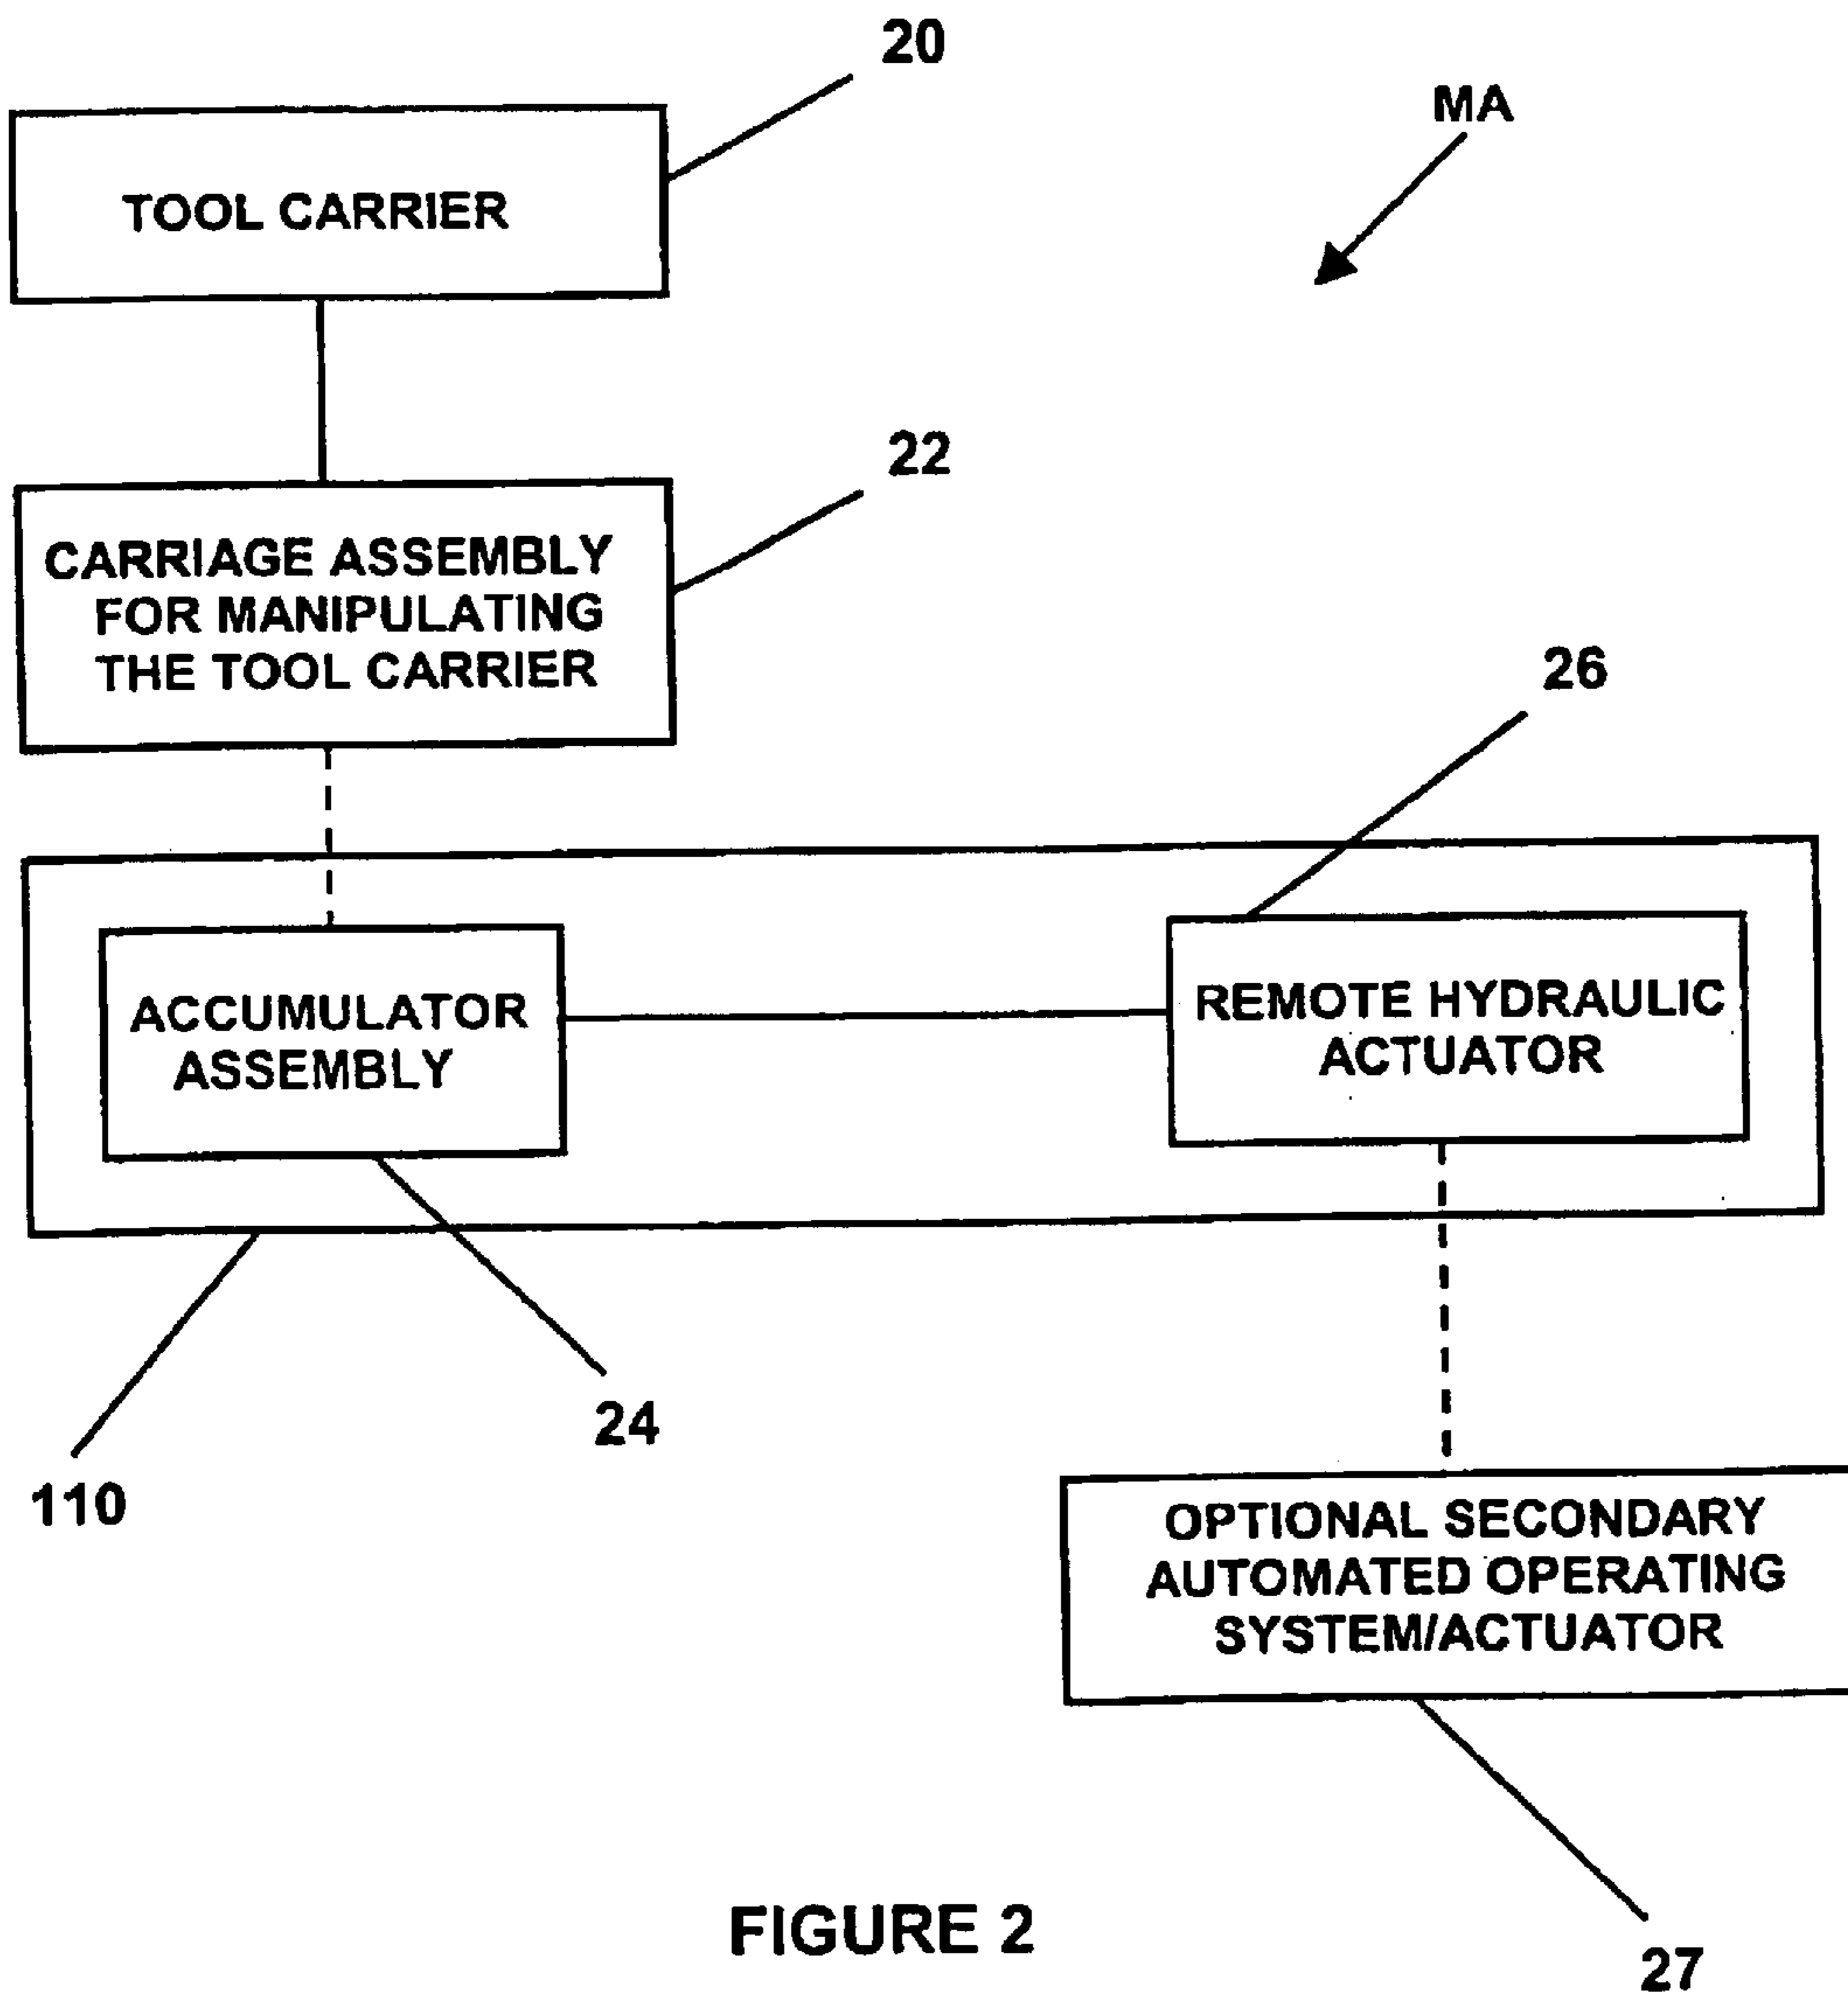 20
MA
TOOL CARRIER
22
CARRIAGE ASSEMBLY
FOR MANIPULATING
THE TOOL CARRIER
26
ACCUMULATOR
ASSEMBLY
REMOTE HYDRAULIC
ACTUATOR
24
110
OPTIONAL SECONDARY
AUTOMATED OPERATING
SYSTEM/ACTUATOR
FIGURE 2
27